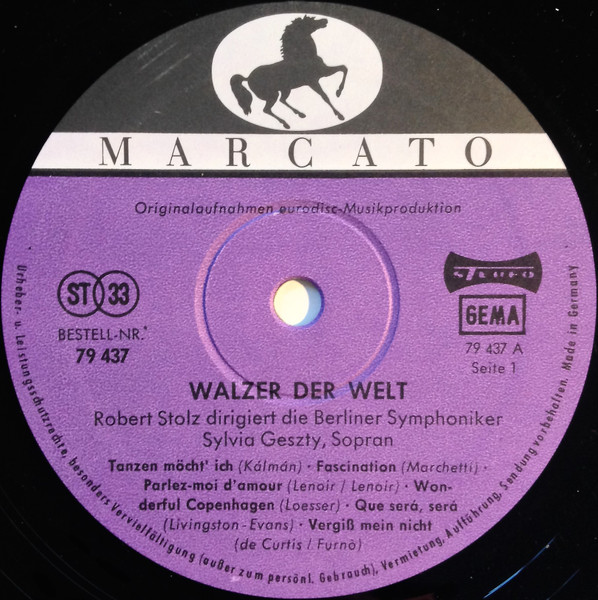 MARCATO
Originalaufnahmen eurodisc-Musikproduktion
ST 33
BESTELL-NR.
79 437
STEREO
GEMA
79 437 A
Seite 1
WALZER DER WELT
Robert Stolz dirigiert die Berliner Symphoniker
Sylvia Geszty, Sopran
Tanzen möcht' ich (Kálmán) · Fascination (Marchetti) ·
Parlez-moi d'amour (Lenoir / Lenoir) · Won-
derful Copenhagen (Loesser) · Que será, será
(Livingston-Evans) · Vergiß mein nicht
(de Curtis / Furnò)
Urheber- u. Leistungsschutzrechte, besonders Vervielfältigung (außer zum persönl. Gebrauch), Vermietung, Aufführung, Sendung vorbehalten. Made in Germany